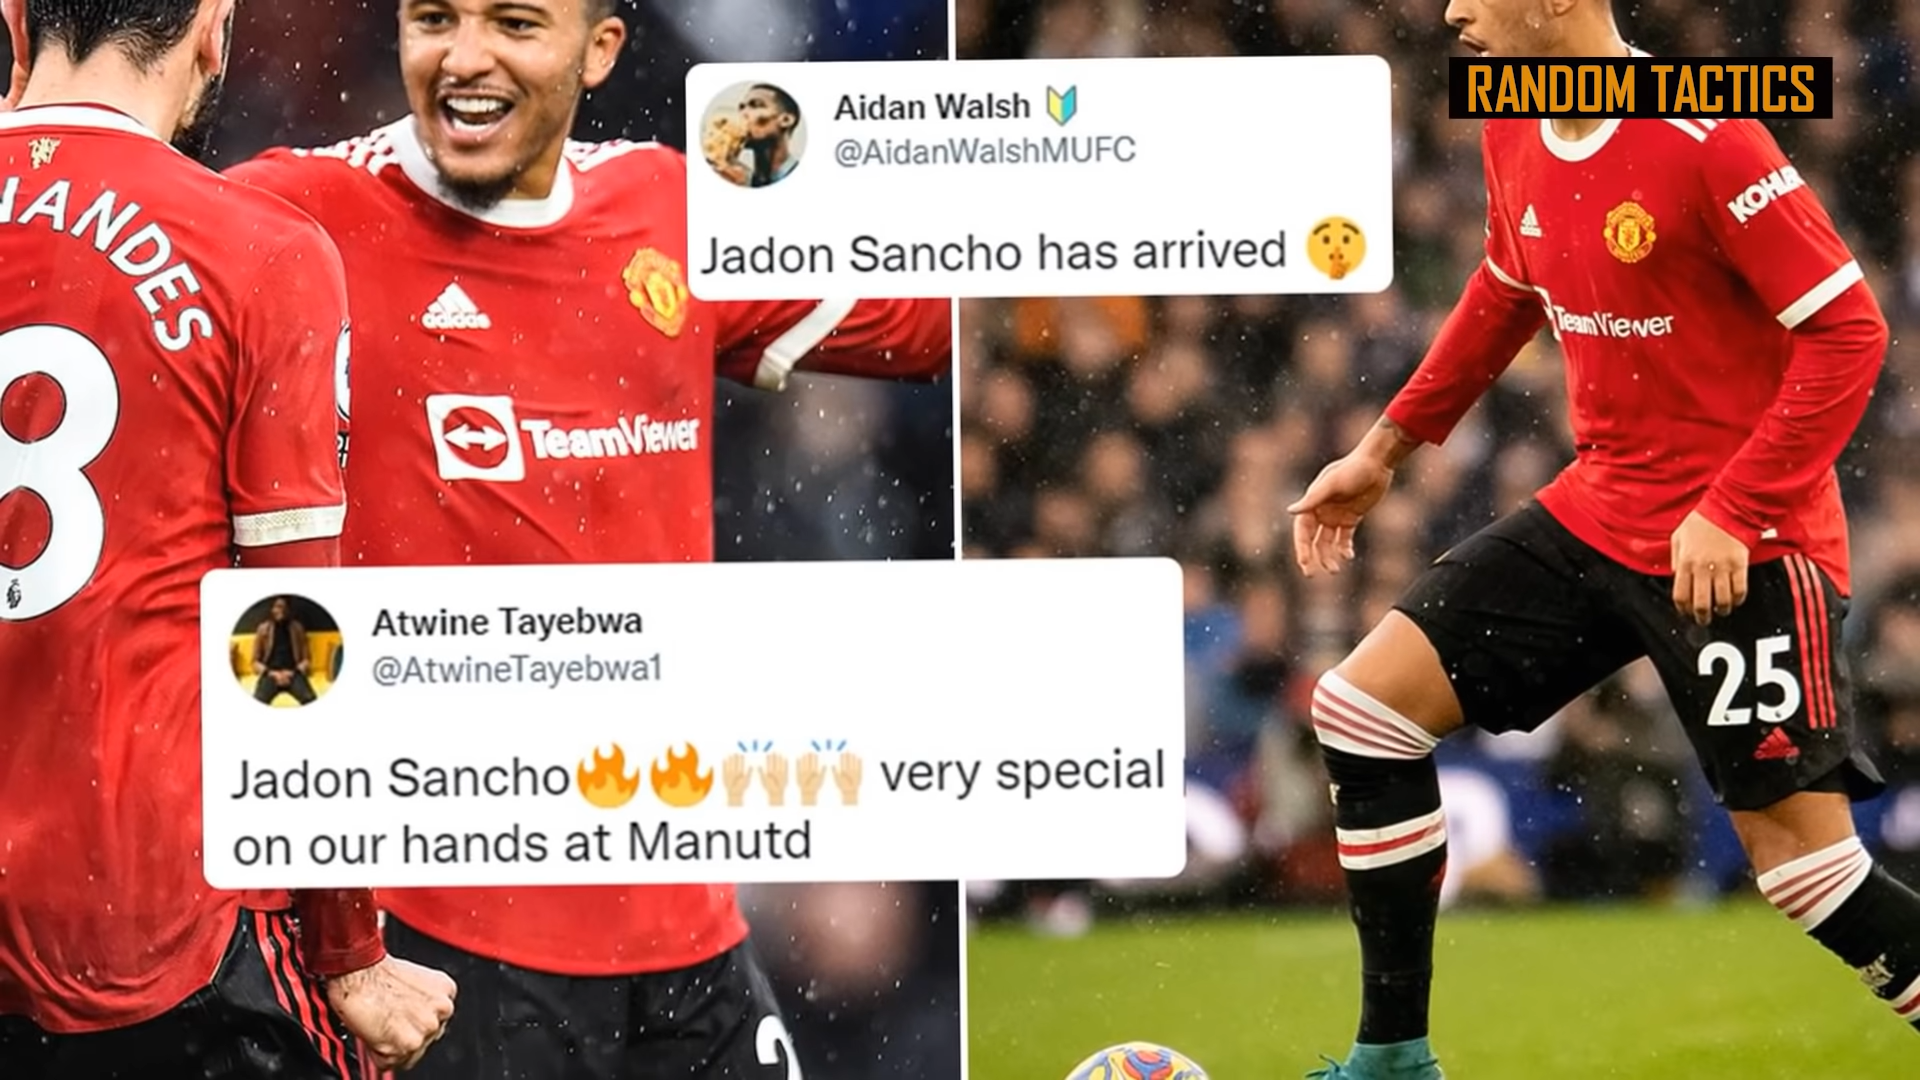 RANDOM TACTICS
Aidan Walsh
@AidanWalshMUFC
Jadon Sancho has arrived 🤫
Atwine Tayebwa
@AtwineTayebwa1
Jadon Sancho🔥🔥🙌🏼🙌🏼 very special
on our hands at Manutd
NANDES
8
adidas
TeamViewer
2
KOHLER
TeamViewer
25